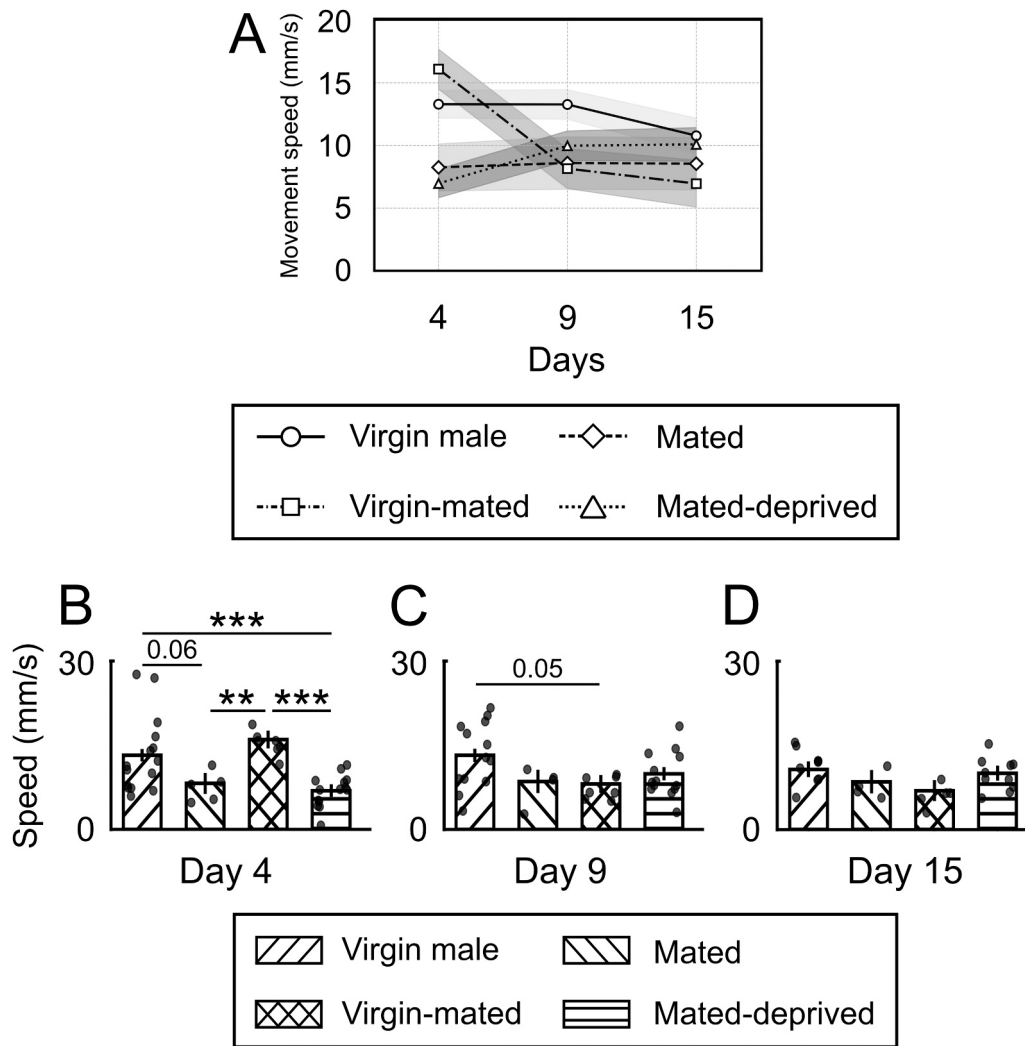 A
Movement speed (mm/s)
20
15
10
5
0
4 9 15
Days
Virgin male Mated
Virgin-mated Mated-deprived
B C D
Speed (mm/s)
***
0.06
** ***
30
0
Day 4
0.05
30
0
Day 9
30
0
Day 15
Virgin male Mated
Virgin-mated Mated-deprived